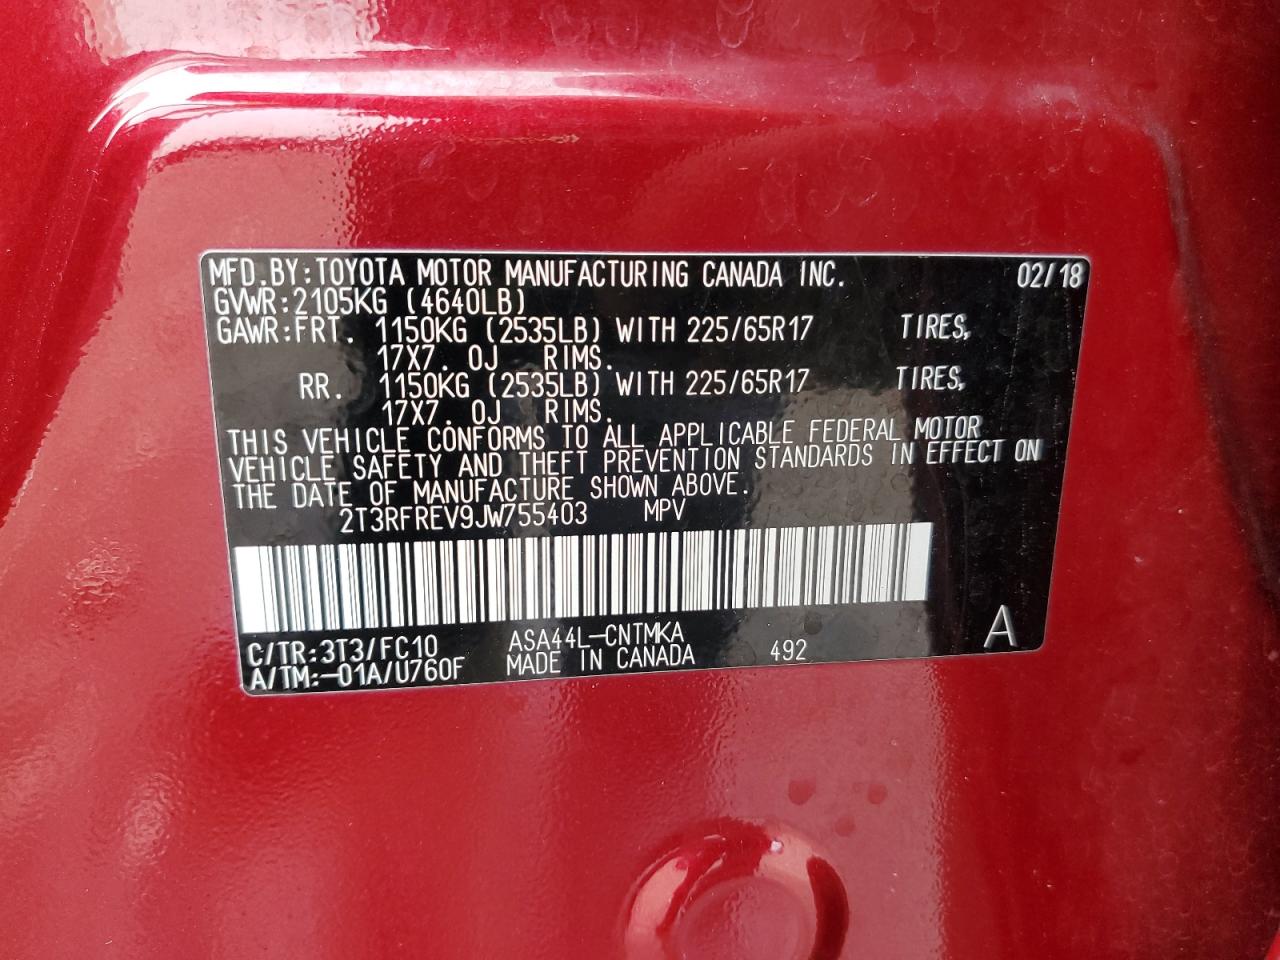 MFD.BY:TOYOTA MOTOR MANUFACTURING CANADA INC. 02/18
GVWR:2105KG (4640LB)
GAWR:FRT. 1150KG (2535LB) WITH 225/65R17 TIRES,
17X7.0J RIMS.
RR. 1150KG (2535LB) WITH 225/65R17 TIRES,
17X7.0J RIMS.
THIS VEHICLE CONFORMS TO ALL APPLICABLE FEDERAL MOTOR
VEHICLE SAFETY AND THEFT PREVENTION STANDARDS IN EFFECT ON
THE DATE OF MANUFACTURE SHOWN ABOVE.
2T3RFREV9JW755403 MPV
C/TR:3T3/FC10 ASA44L-CNTMKA
A/TM:-01A/U760F MADE IN CANADA 492 A